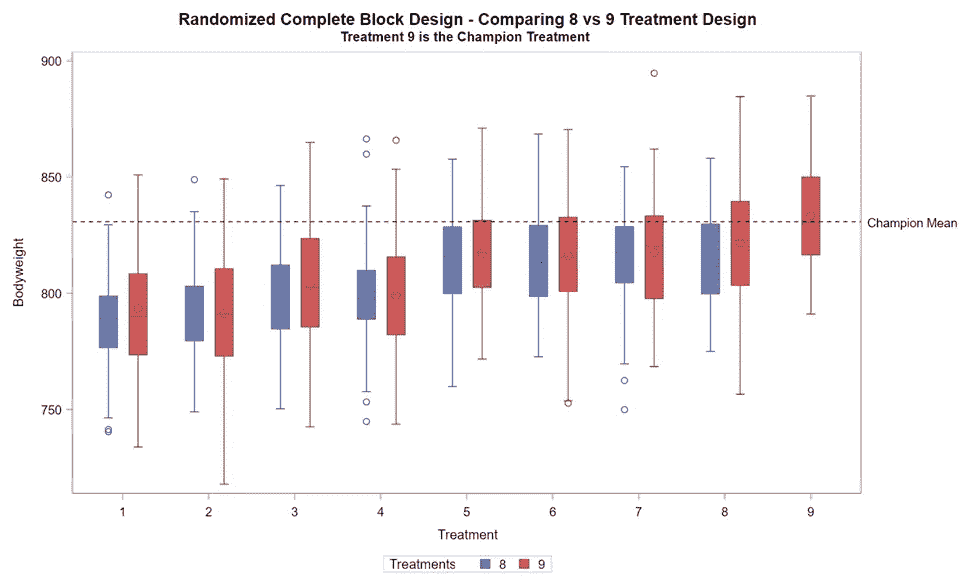 Randomized Complete Block Design - Comparing 8 vs 9 Treatment Design
Treatment 9 is the Champion Treatment
900
850
800
750
Bodyweight
Champion Mean
1 2 3 4 5 6 7 8 9
Treatment
Treatments 8 9